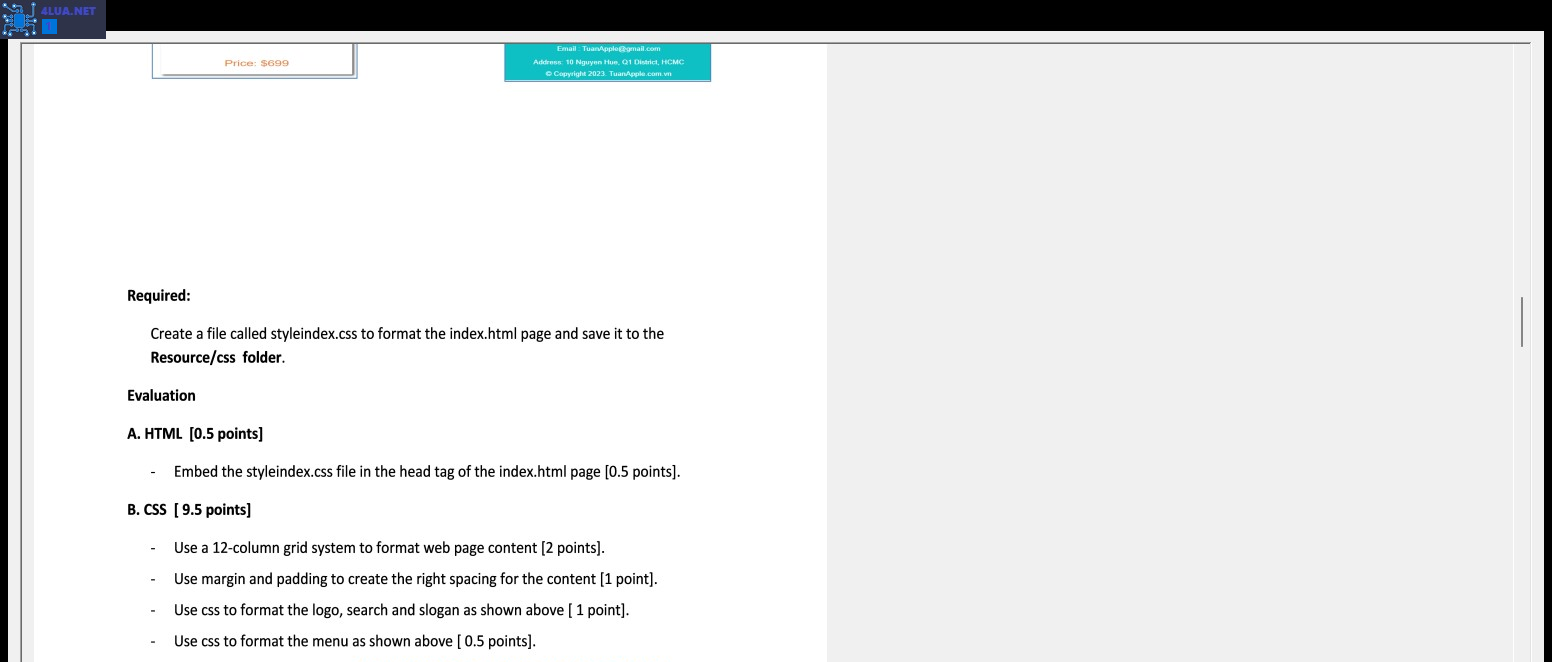 4LUA.NET
Price: $699
Email : TuanApple@gmail.com
Address: 10 Nguyen Hue, Q1 District, HCMC
© Copyright 2023. TuanApple.com.vn
Required:
Create a file called styleindex.css to format the index.html page and save it to the
Resource/css folder.
Evaluation
A. HTML [0.5 points]
- Embed the styleindex.css file in the head tag of the index.html page [0.5 points].
B. CSS [ 9.5 points]
- Use a 12-column grid system to format web page content [2 points].
- Use margin and padding to create the right spacing for the content [1 point].
- Use css to format the logo, search and slogan as shown above [ 1 point].
- Use css to format the menu as shown above [ 0.5 points].